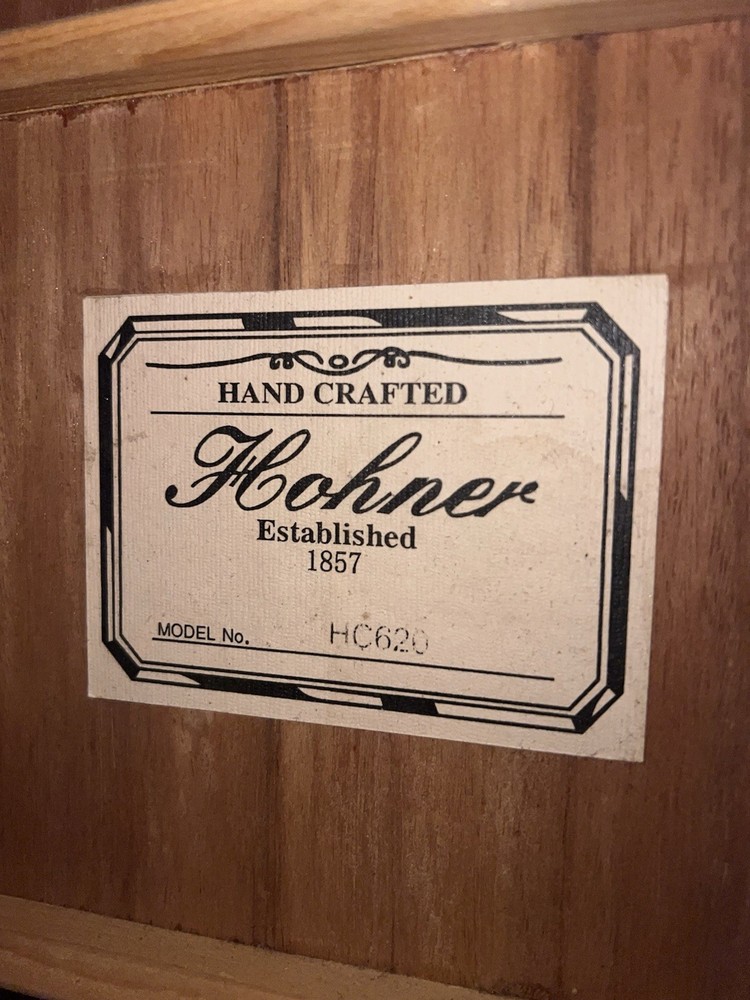 HAND CRAFTED
Hohner
Established
1857
MODEL No. HC620